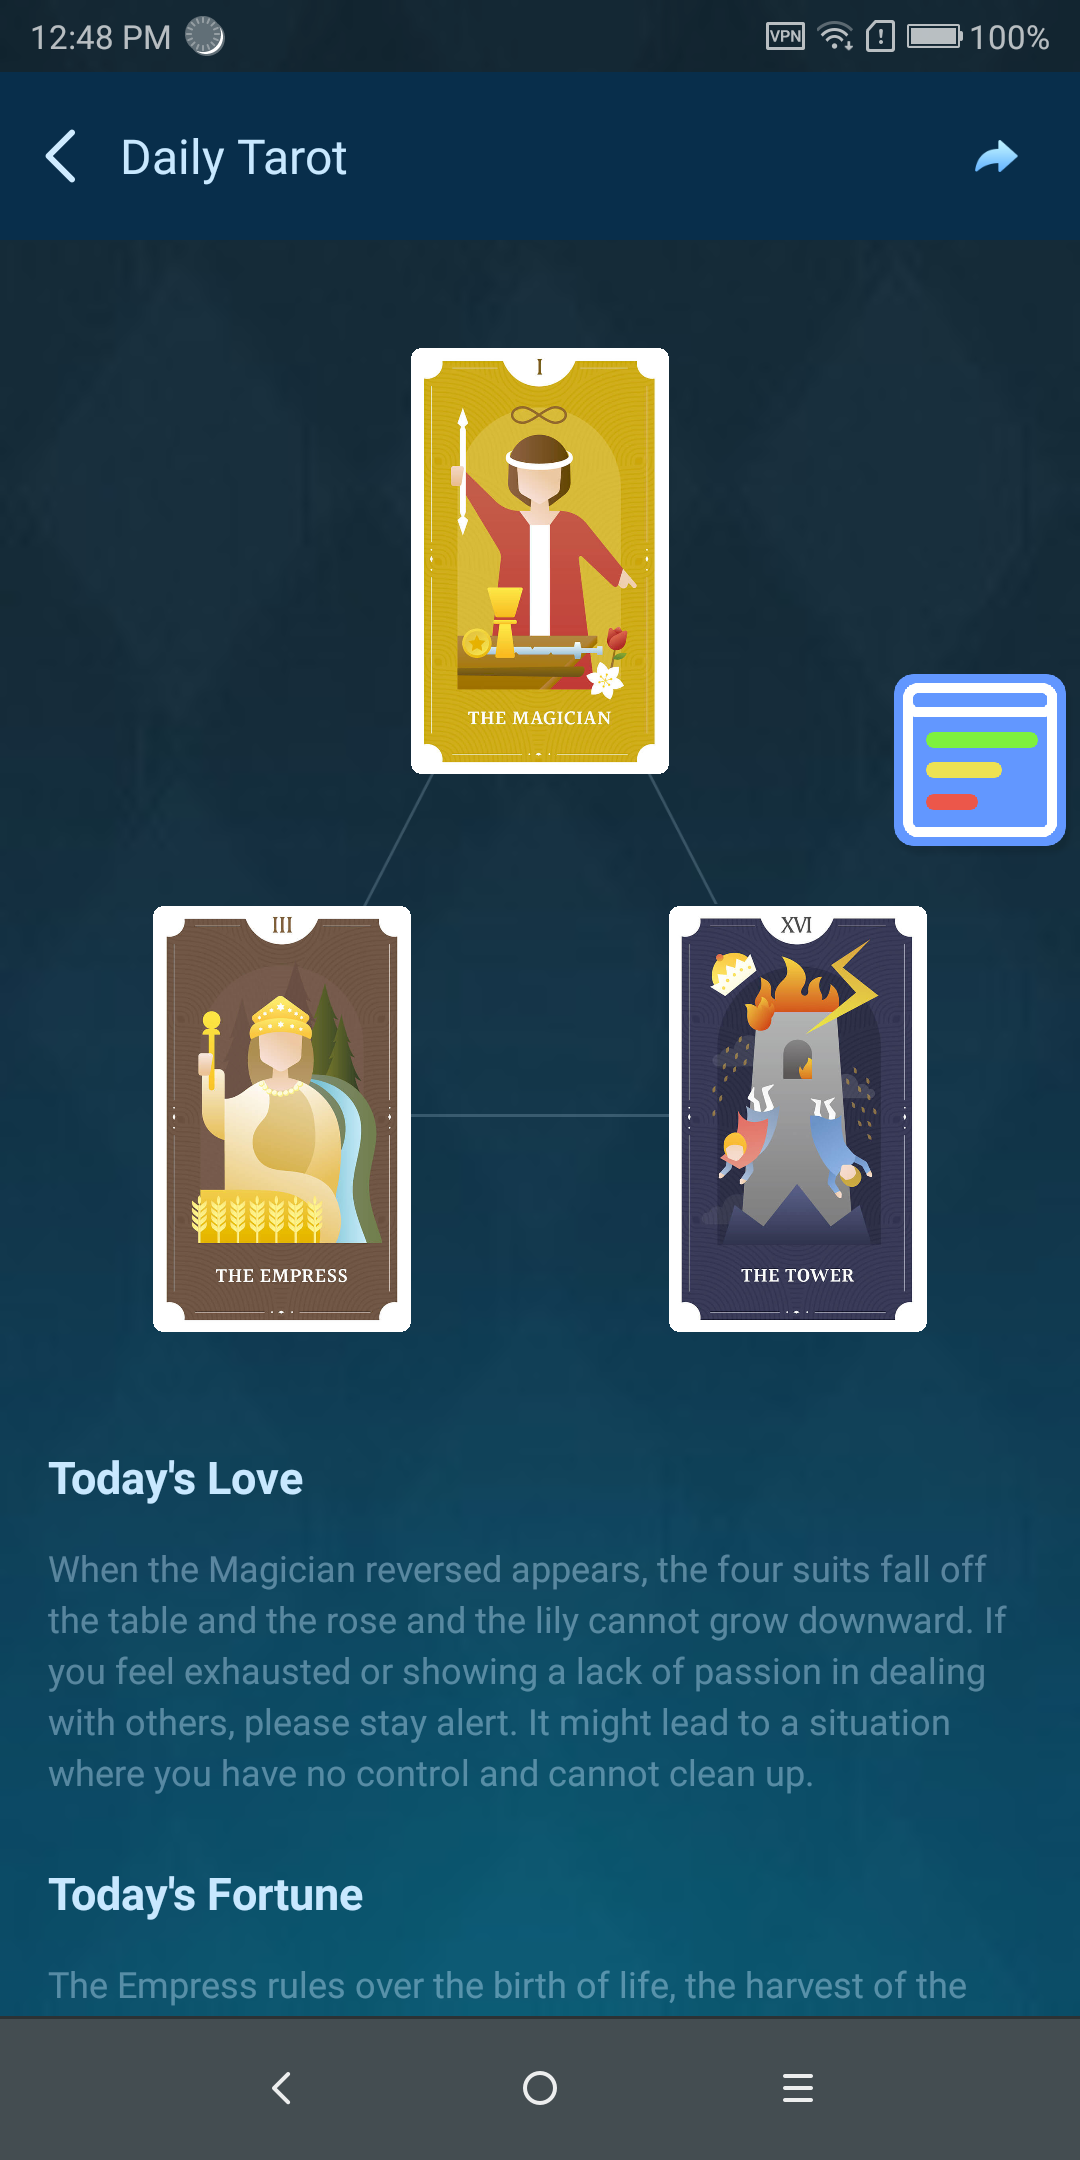 12:48 PM
VPN
100%
Daily Tarot
I
THE MAGICIAN
III
XVI
THE EMPRESS
THE TOWER
Today's Love
When the Magician reversed appears, the four suits fall off
the table and the rose and the lily cannot grow downward. If
you feel exhausted or showing a lack of passion in dealing
with others, please stay alert. It might lead to a situation
where you have no control and cannot clean up.
Today's Fortune
The Empress rules over the birth of life, the harvest of the